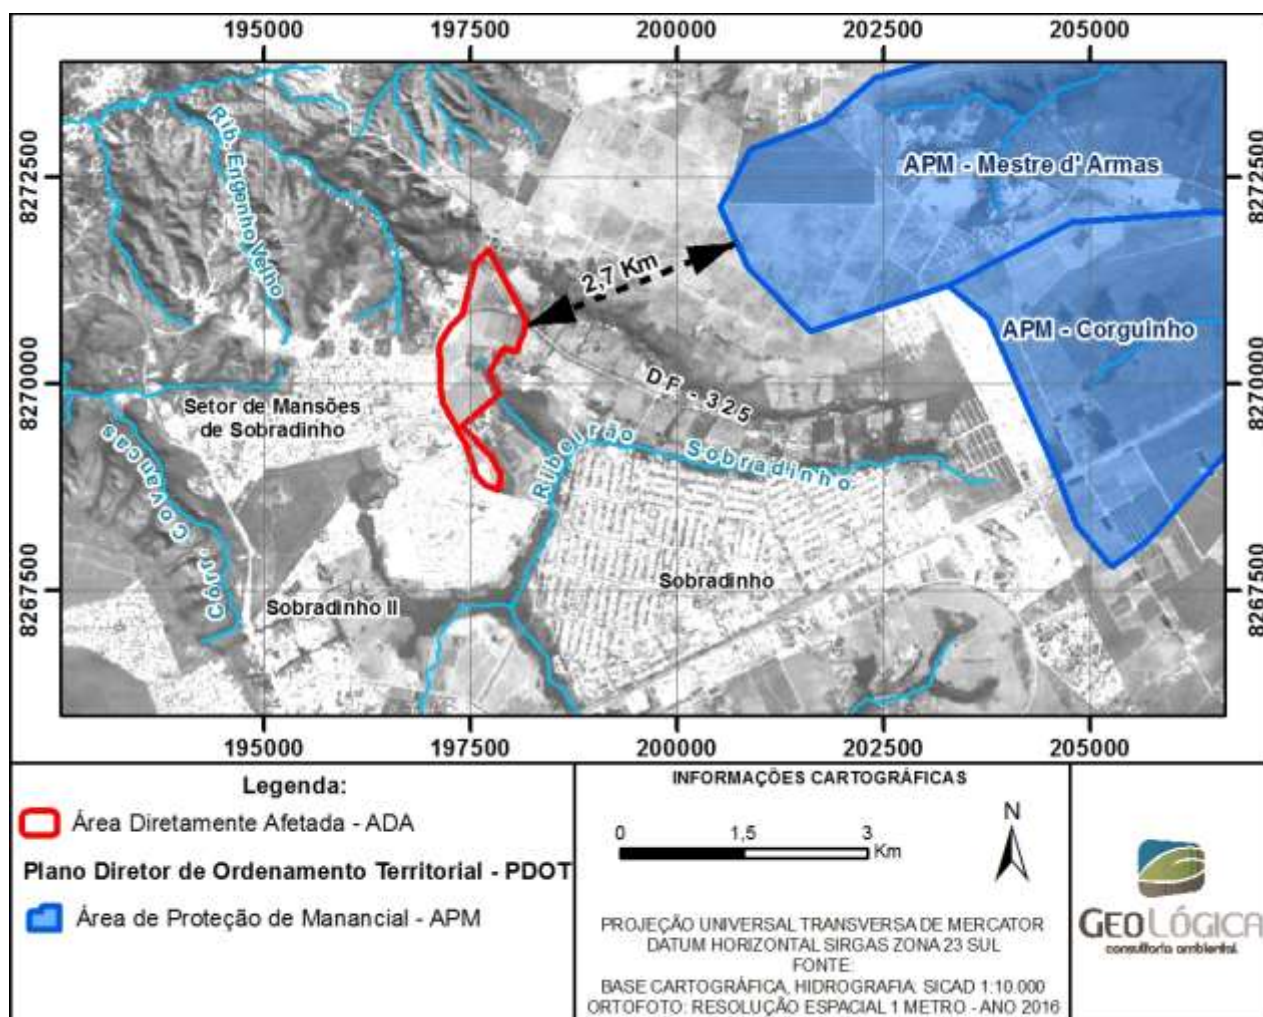 195000 197500 200000 202500 205000
8272500
8272500
Rib. Engenho Velho
APM - Mestre d' Armas
2,7 Km
APM - Corguinho
8270000
8270000
DF - 325
Setor de Mansões
de Sobradinho
Ribeirão Sobradinho
Córr. Covancas
Sobradinho
8267500
8267500
Sobradinho II
195000 197500 200000 202500 205000
Legenda:
Área Diretamente Afetada - ADA
Plano Diretor de Ordenamento Territorial - PDOT
Área de Proteção de Manancial - APM
INFORMAÇÕES CARTOGRÁFICAS
0 1,5 3
Km
N
PROJEÇÃO UNIVERSAL TRANSVERSA DE MERCATOR
DATUM HORIZONTAL SIRGAS ZONA 23 SUL
FONTE:
BASE CARTOGRÁFICA, HIDROGRAFIA: SICAD 1:10.000
ORTOFOTO: RESOLUÇÃO ESPACIAL 1 METRO - ANO 2016
GEOLÓGICA
consultoria ambiental